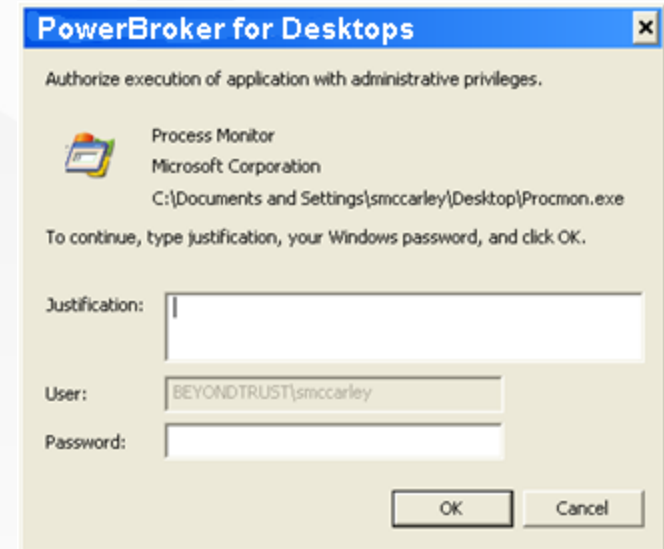 PowerBroker for Desktops
Authorize execution of application with administrative privileges.
Process Monitor
Microsoft Corporation
C:\Documents and Settings\smccarley\Desktop\Procmon.exe
To continue, type justification, your Windows password, and click OK.
Justification:
User: BEYONDTRUST\smccarley
Password:
OK Cancel